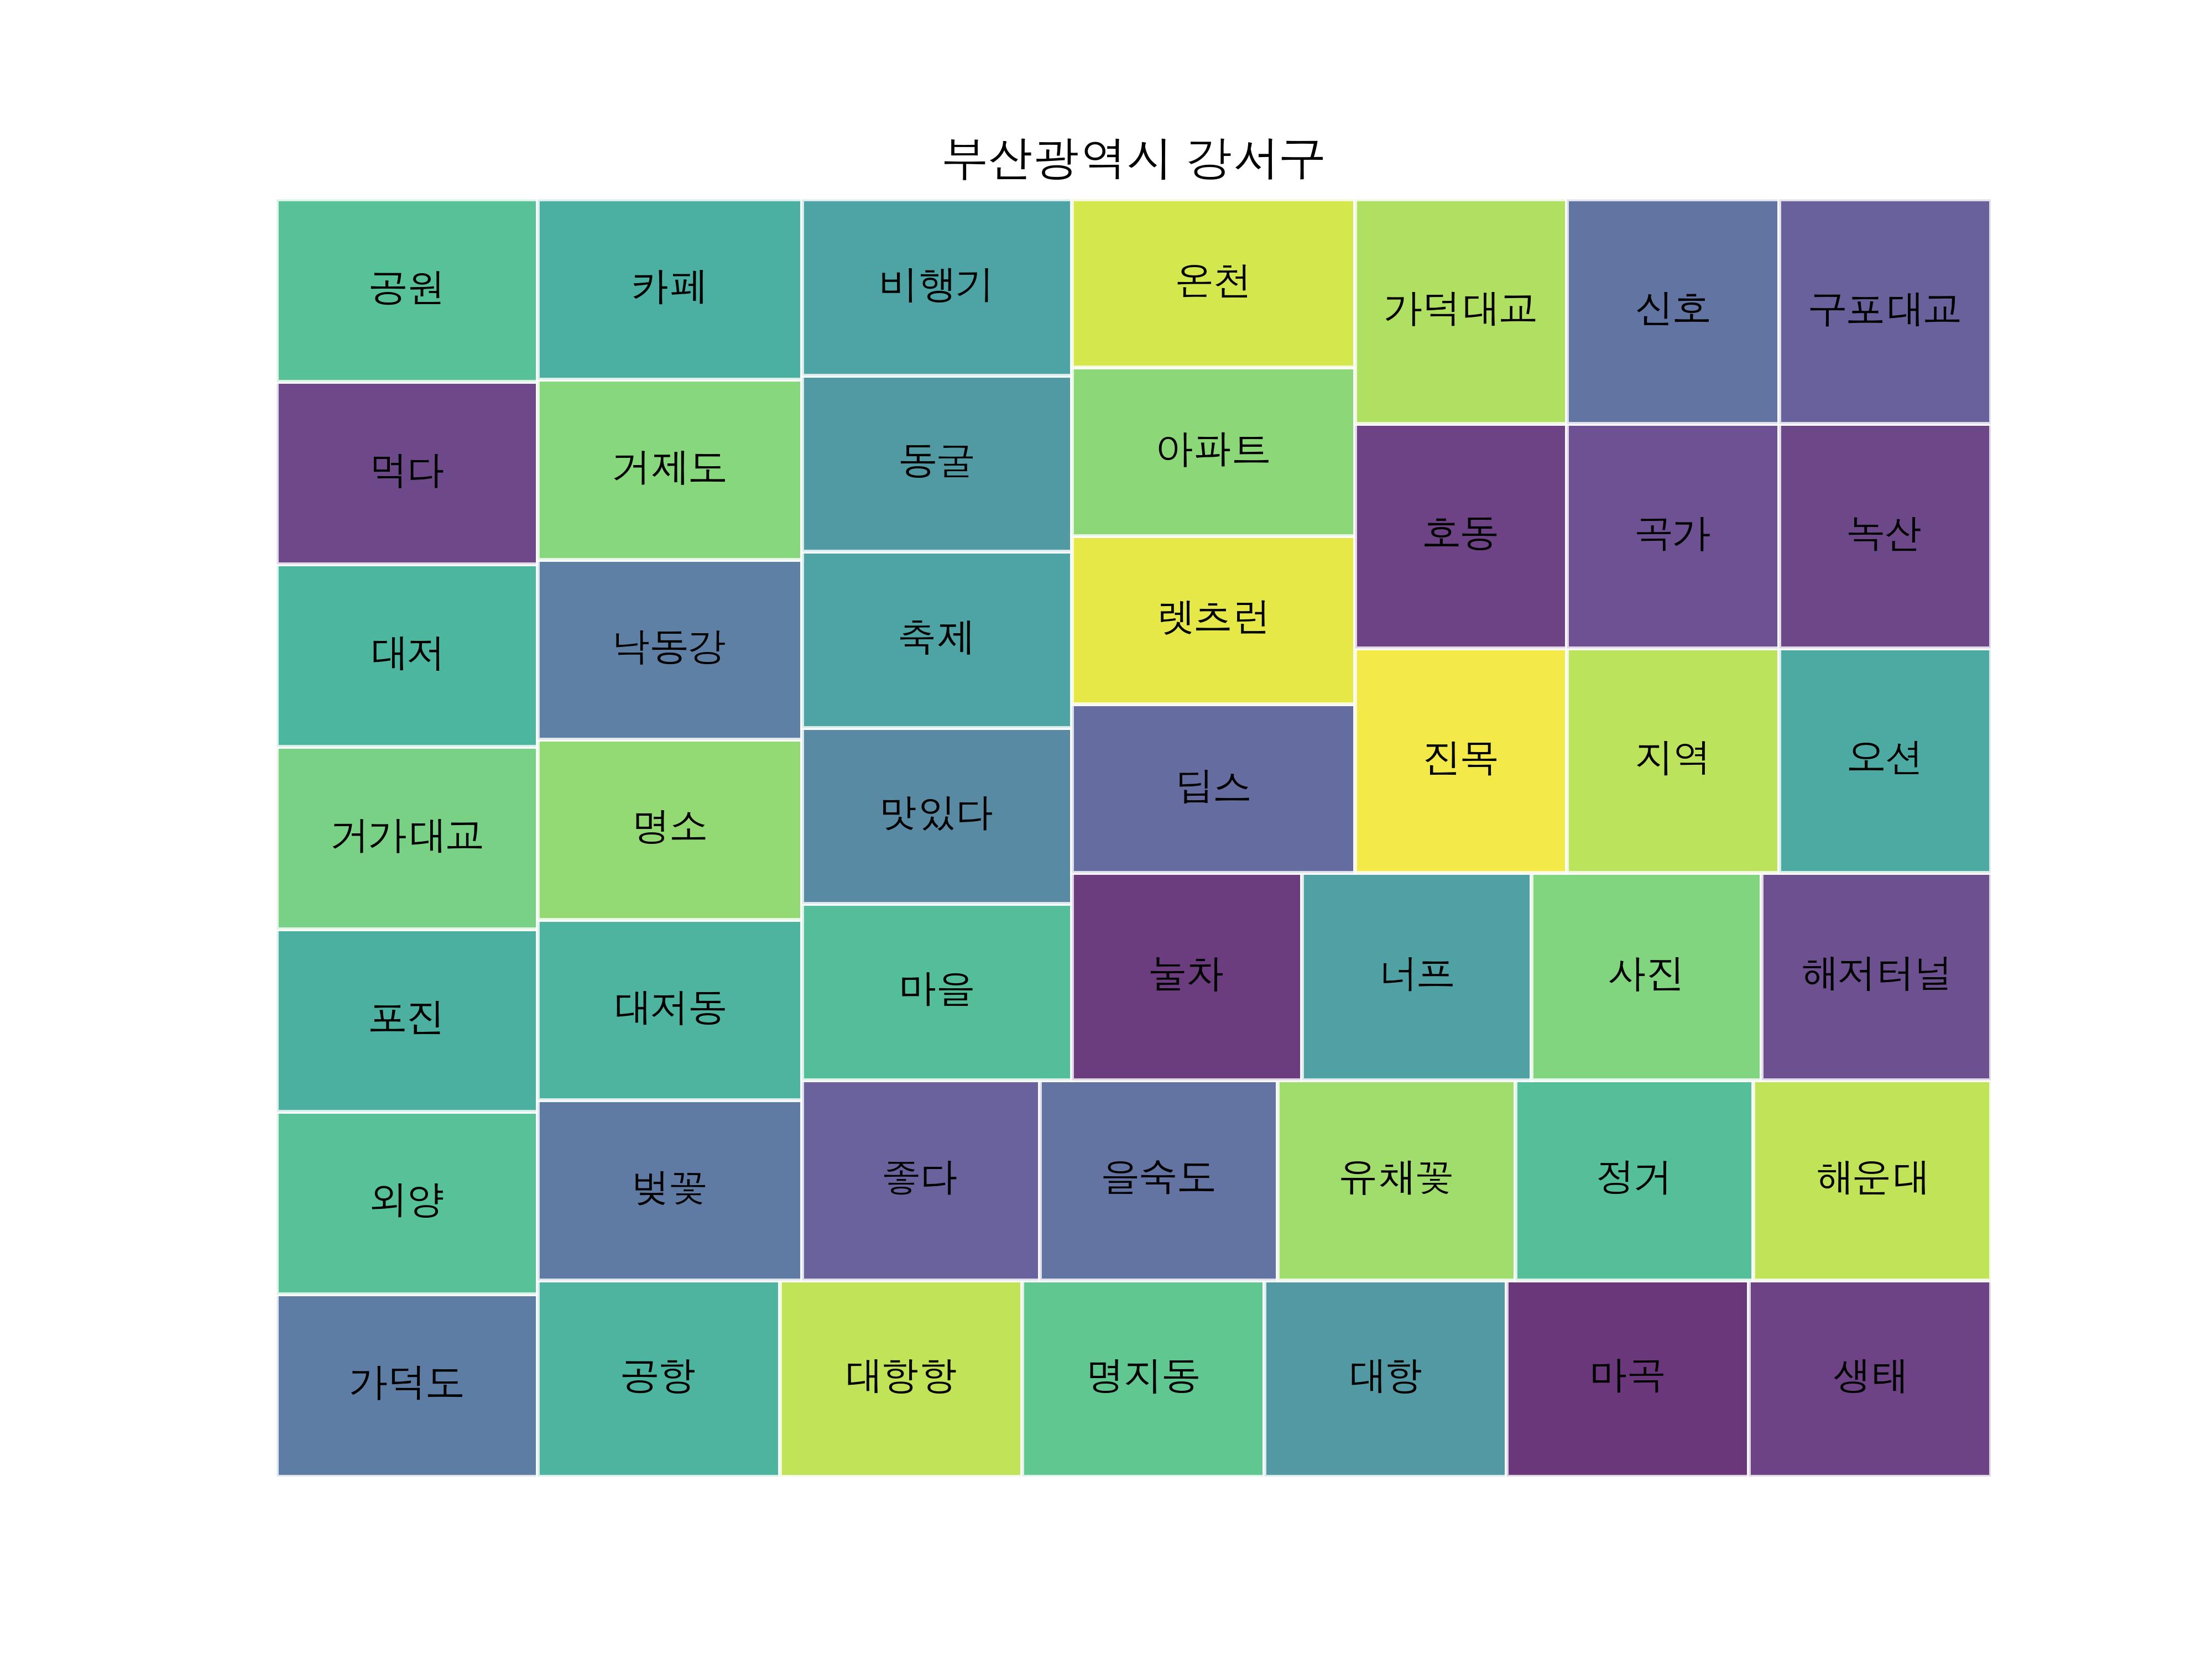 부산광역시 강서구
공원
카페
비행기
온천
가덕대교
신호
구포대교
먹다
거제도
동굴
아파트
호동
곡가
녹산
대저
낙동강
축제
렛츠런
진목
지역
오션
거가대교
명소
맛있다
딥스
포진
대저동
마을
눌차
너프
사진
해저터널
외양
벚꽃
좋다
을숙도
유채꽃
정거
해운대
가덕도
공항
대항항
명지동
대항
마곡
생태